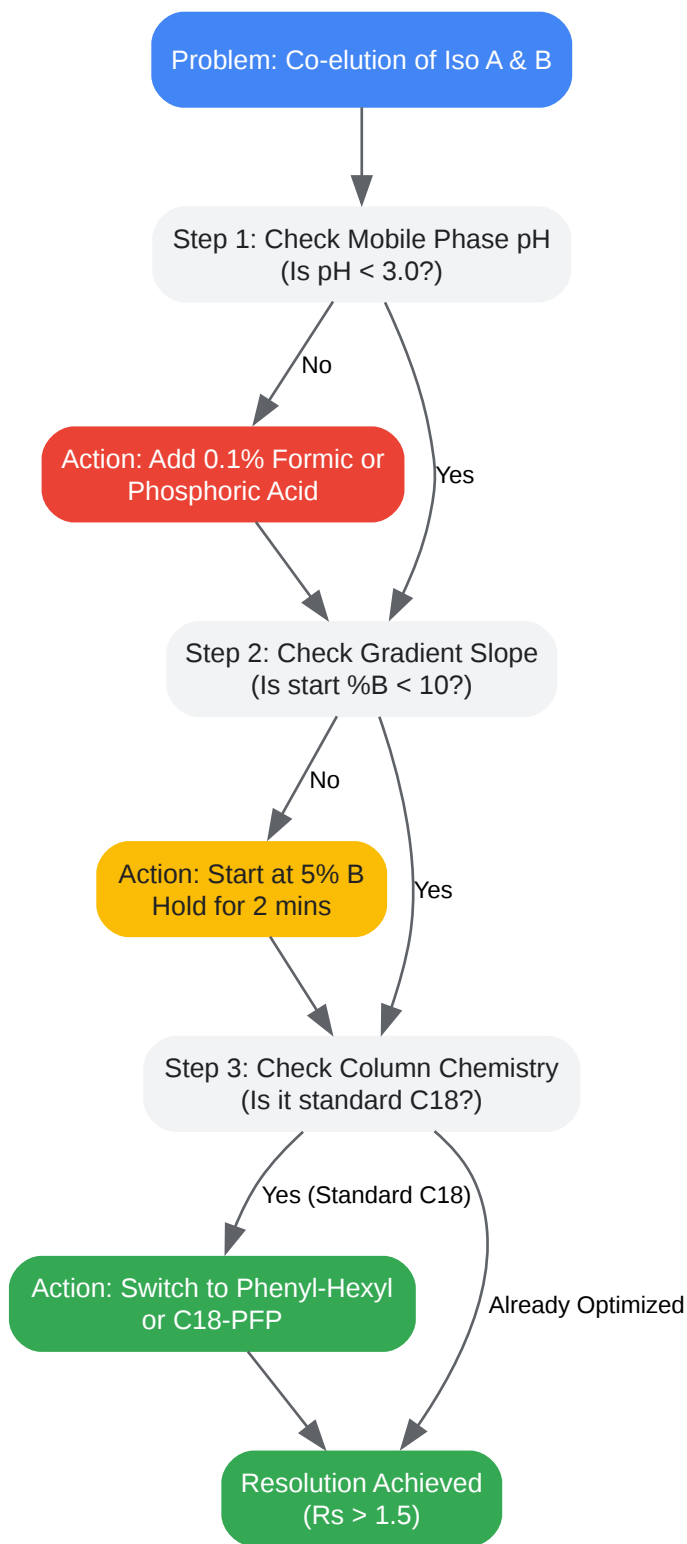 Problem: Co-elution of Iso A & B
Step 1: Check Mobile Phase pH
(Is pH < 3.0?)
No
Action: Add 0.1% Formic or
Phosphoric Acid
Yes
Step 2: Check Gradient Slope
(Is start %B < 10?)
No
Action: Start at 5% B
Hold for 2 mins
Yes
Step 3: Check Column Chemistry
(Is it standard C18?)
Yes (Standard C18)
Action: Switch to Phenyl-Hexyl
or C18-PFP
Already Optimized
Resolution Achieved
(Rs > 1.5)